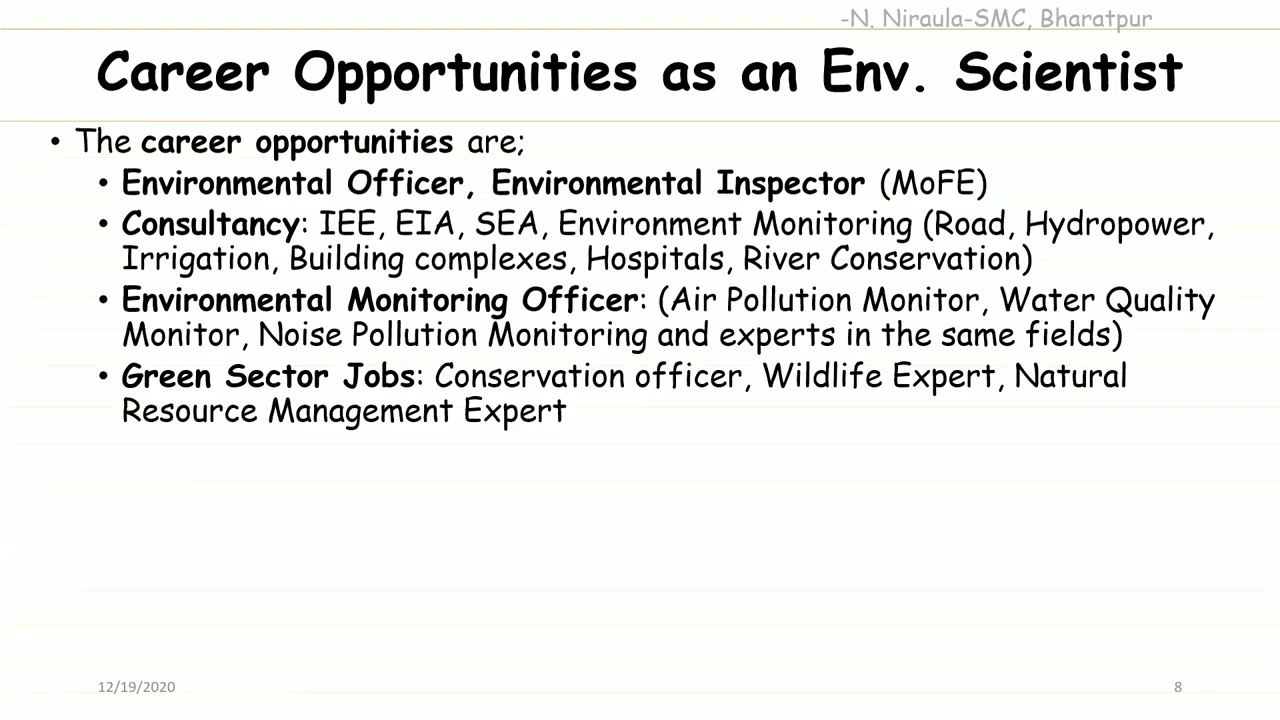 -N. Niraula-SMC, Bharatpur
Career Opportunities as an Env. Scientist
• The career opportunities are;
• Environmental Officer, Environmental Inspector (MoFE)
• Consultancy: IEE, EIA, SEA, Environment Monitoring (Road, Hydropower,
Irrigation, Building complexes, Hospitals, River Conservation)
• Environmental Monitoring Officer: (Air Pollution Monitor, Water Quality
Monitor, Noise Pollution Monitoring and experts in the same fields)
• Green Sector Jobs: Conservation officer, Wildlife Expert, Natural
Resource Management Expert
12/19/2020
8